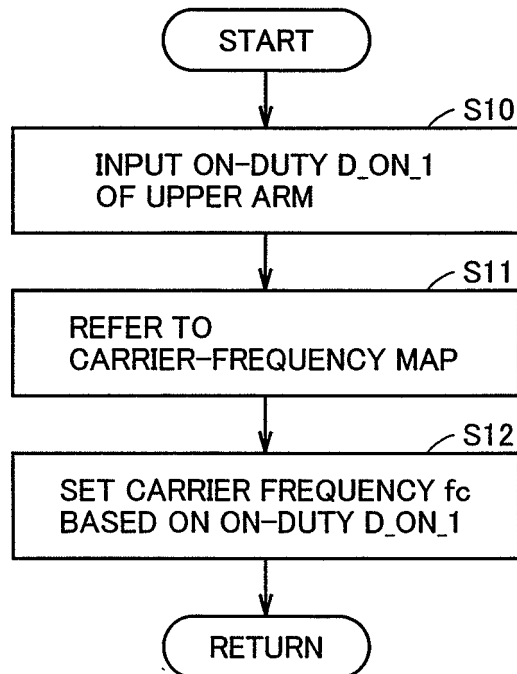 START
S10
INPUT ON-DUTY D_ON_1
OF UPPER ARM
S11
REFER TO
CARRIER-FREQUENCY MAP
S12
SET CARRIER FREQUENCY fc
BASED ON ON-DUTY D_ON_1
RETURN